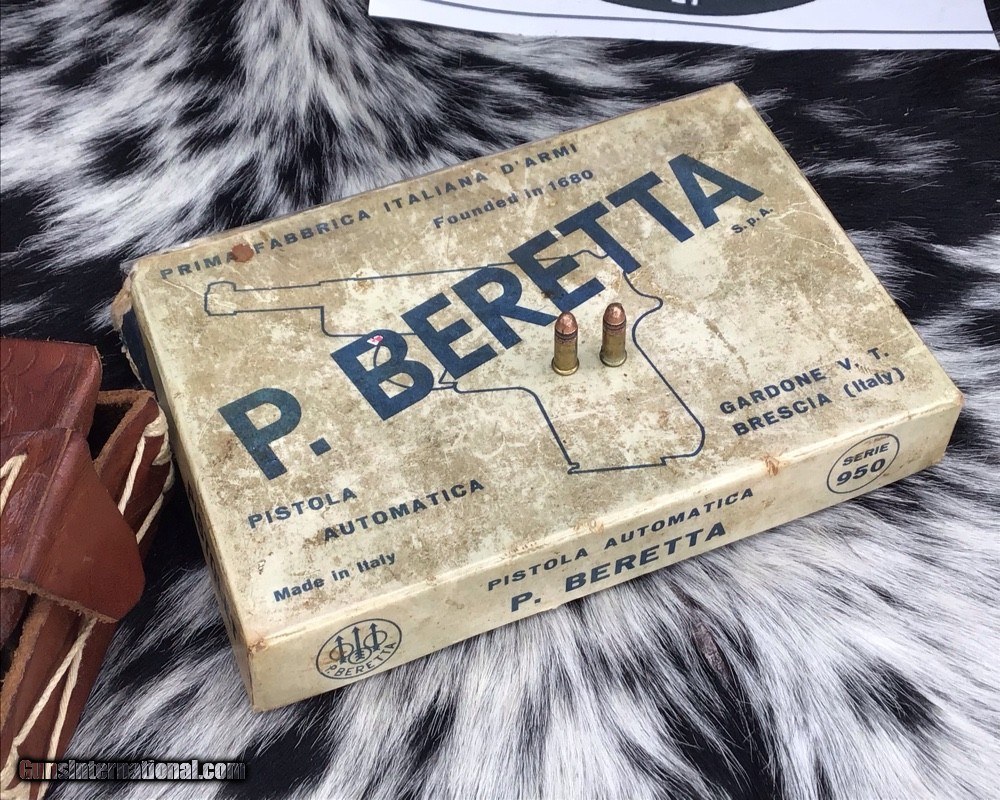 PRIMA FABBRICA ITALIANA D'ARMI
Founded in 1680
P. BERETTA
S.p.A.
GARDONE V. T.
BRESCIA (Italy)
PISTOLA
AUTOMATICA
Made in Italy
PISTOLA AUTOMATICA
P. BERETTA
SERIE
950
P. BERETTA
GunsInternational.com